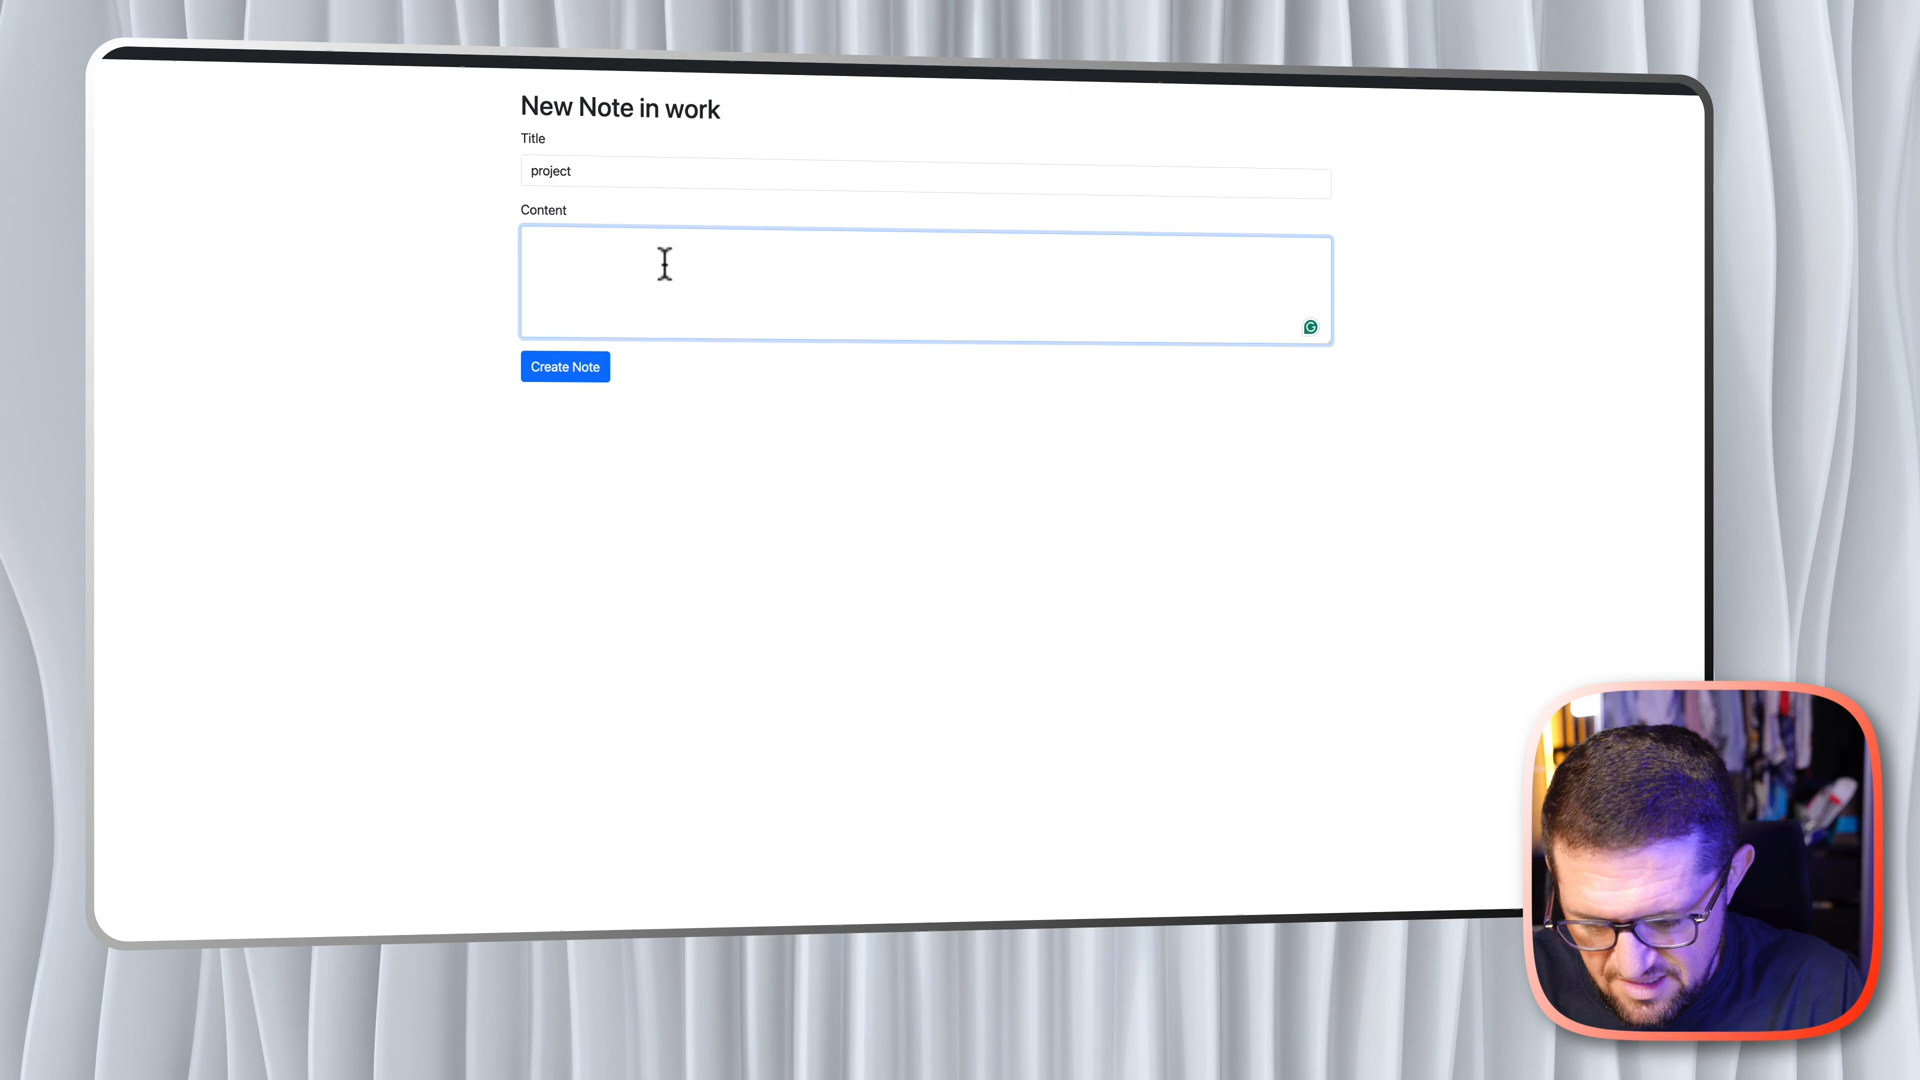 New Note in work
Title
project
Content
Create Note